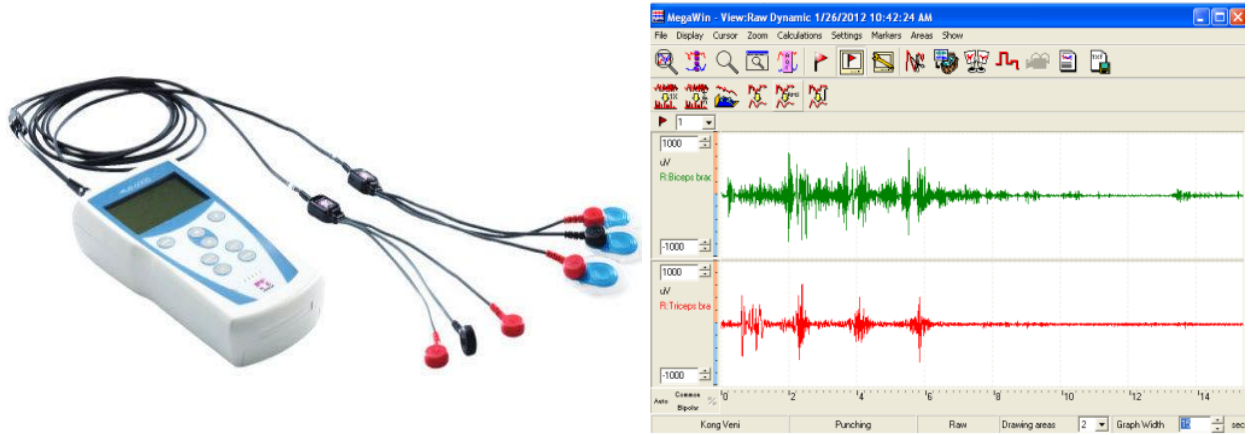 MegaWin - View:Raw Dynamic 1/26/2012 10:42:24 AM
File Display Cursor Zoom Calculations Settings Markers Areas Show
1
1000
uV
R:Biceps brac
-1000
1000
uV
R:Triceps bra
-1000
Auto Common Bipolar %
0 2 4 6 8 10 12 14
Kong Veni Punching Raw Drawing areas 2 Graph Width 15 sec